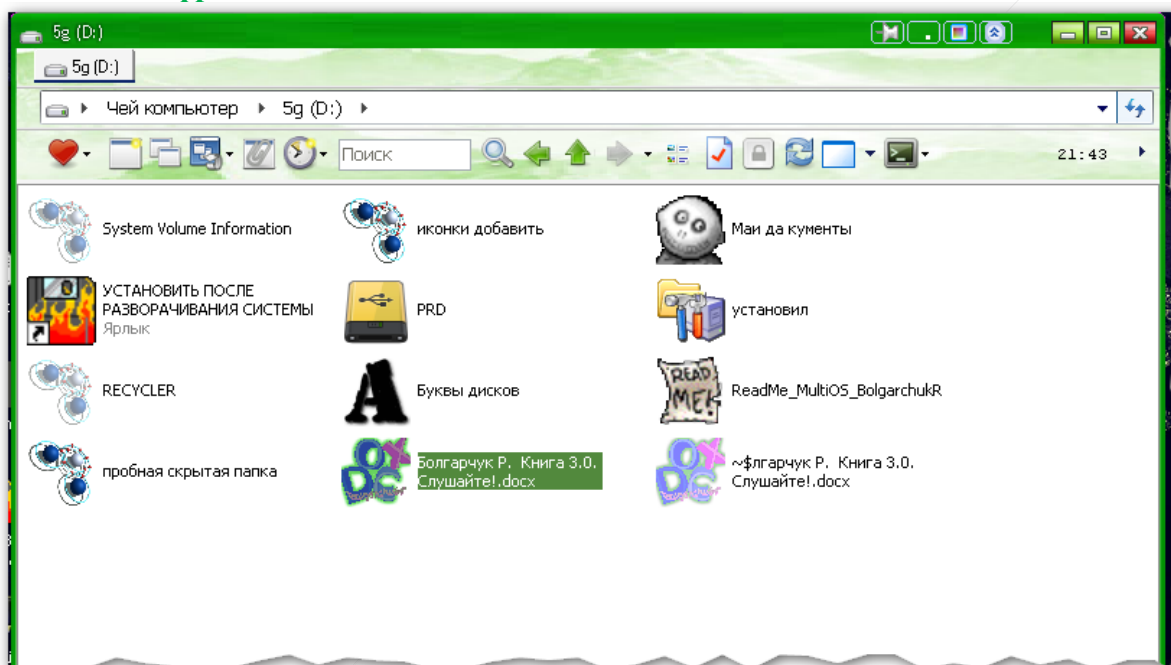 5g (D:)
5g (D:)
Чей компьютер 5g (D:)
Поиск
21:43
System Volume Information
иконки добавить
Маи да кументы
УСТАНОВИТЬ ПОСЛЕ
РАЗВОРАЧИВАНИЯ СИСТЕМЫ
Ярлык
PRD
установил
RECYCLER
Буквы дисков
READ
ME!
ReadMe_MultiOS_BolgarchukR
пробная скрытая папка
Болгарчук Р. Книга 3.0.
Слушайте!.docx
~$лгарчук Р. Книга 3.0.
Слушайте!.docx